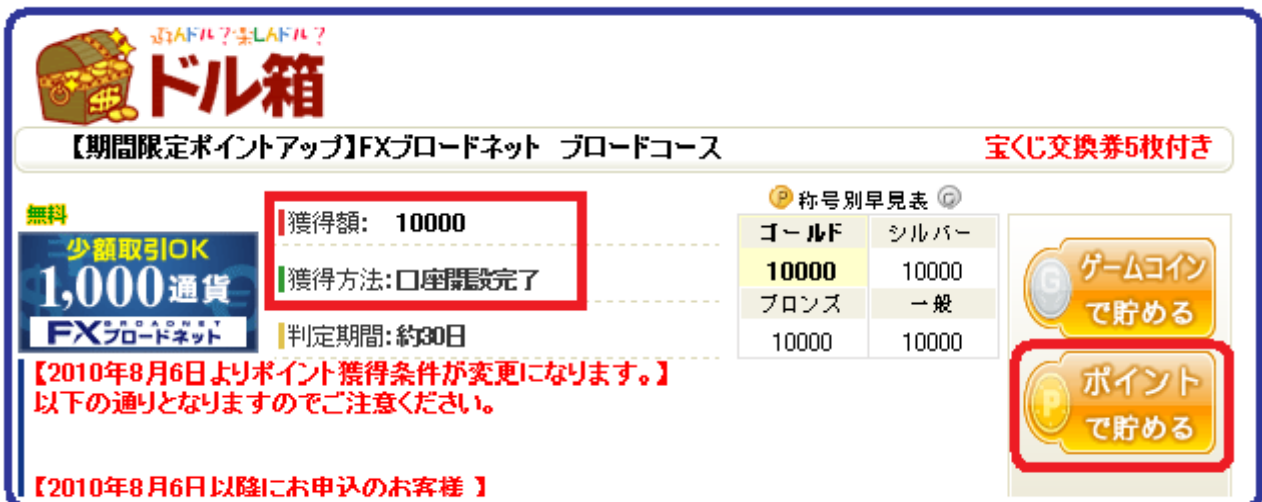 遊んドル?楽しんドル?
ドル箱
【期間限定ポイントアップ】FXブロードネット ブロードコース
宝くじ交換券5枚付き
無料
少額取引OK
1,000通貨
BROADNET
FXブロードネット
獲得額: 10000
獲得方法:口座開設完了
判定期間:約30日
P 称号別早見表 G
ゴールド シルバー
10000 10000
ブロンズ 一般
10000 10000
G ゲームコイン
で貯める
P ポイント
で貯める
【2010年8月6日よりポイント獲得条件が変更になります。】
以下の通りとなりますのでご注意ください。
【2010年8月6日以降にお申込のお客様 】